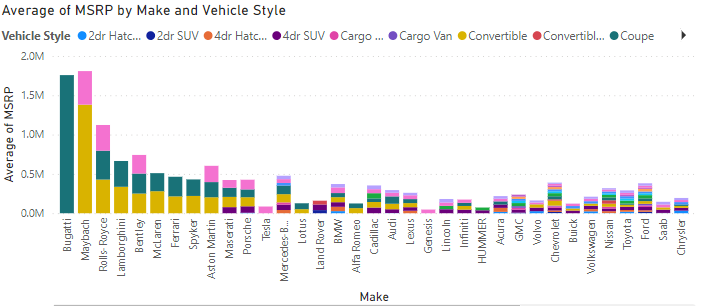 Average of MSRP by Make and Vehicle Style
Vehicle Style 2dr Hatc... 2dr SUV 4dr Hatc... 4dr SUV Cargo ... Cargo Van Convertible Convertibl... Coupe
2.0M
1.5M
1.0M
0.5M
0.0M
Average of MSRP
Bugatti
Maybach
Rolls-Royce
Lamborghini
Bentley
McLaren
Ferrari
Spyker
Aston Martin
Maserati
Porsche
Tesla
Mercedes-B...
Lotus
Land Rover
BMW
Alfa Romeo
Cadillac
Audi
Lexus
Genesis
Lincoln
Infiniti
HUMMER
Acura
GMC
Volvo
Chevrolet
Buick
Volkswagen
Nissan
Toyota
Ford
Saab
Chrysler
Make